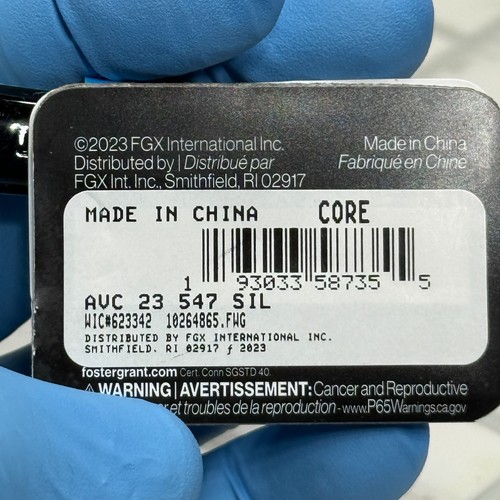 ©2023 FGX International Inc.
Distributed by | Distribué par
FGX Int. Inc., Smithfield, RI 02917
Made in China
Fabriqué en Chine
MADE IN CHINA CORE
1 93033 58735 5
AVC 23 547 SIL
WIC#623342 10264865.FWG
DISTRIBUTED BY FGX INTERNATIONAL INC.
SMITHFIELD. RI 02917 ƒ 2023
fostergrant.com Cert. Conn SGSTD 40.
⚠ WARNING | AVERTISSEMENT: Cancer and Reproductive
et troubles de la reproduction - www.P65Warnings.ca.gov